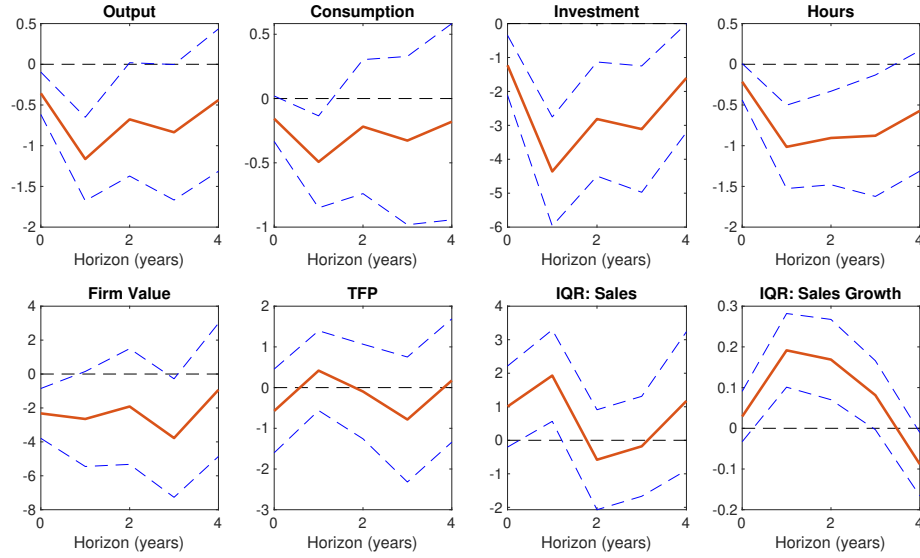 Output
0.5
0
-0.5
-1
-1.5
-2
0 2 4
Horizon (years)
Consumption
0.5
0
-0.5
-1
0 2 4
Horizon (years)
Investment
0
-1
-2
-3
-4
-5
-6
0 2 4
Horizon (years)
Hours
0.5
0
-0.5
-1
-1.5
-2
0 2 4
Horizon (years)
Firm Value
4
2
0
-2
-4
-6
-8
0 2 4
Horizon (years)
TFP
2
1
0
-1
-2
-3
0 2 4
Horizon (years)
IQR: Sales
4
3
2
1
0
-1
-2
0 2 4
Horizon (years)
IQR: Sales Growth
0.3
0.2
0.1
0
-0.1
-0.2
0 2 4
Horizon (years)